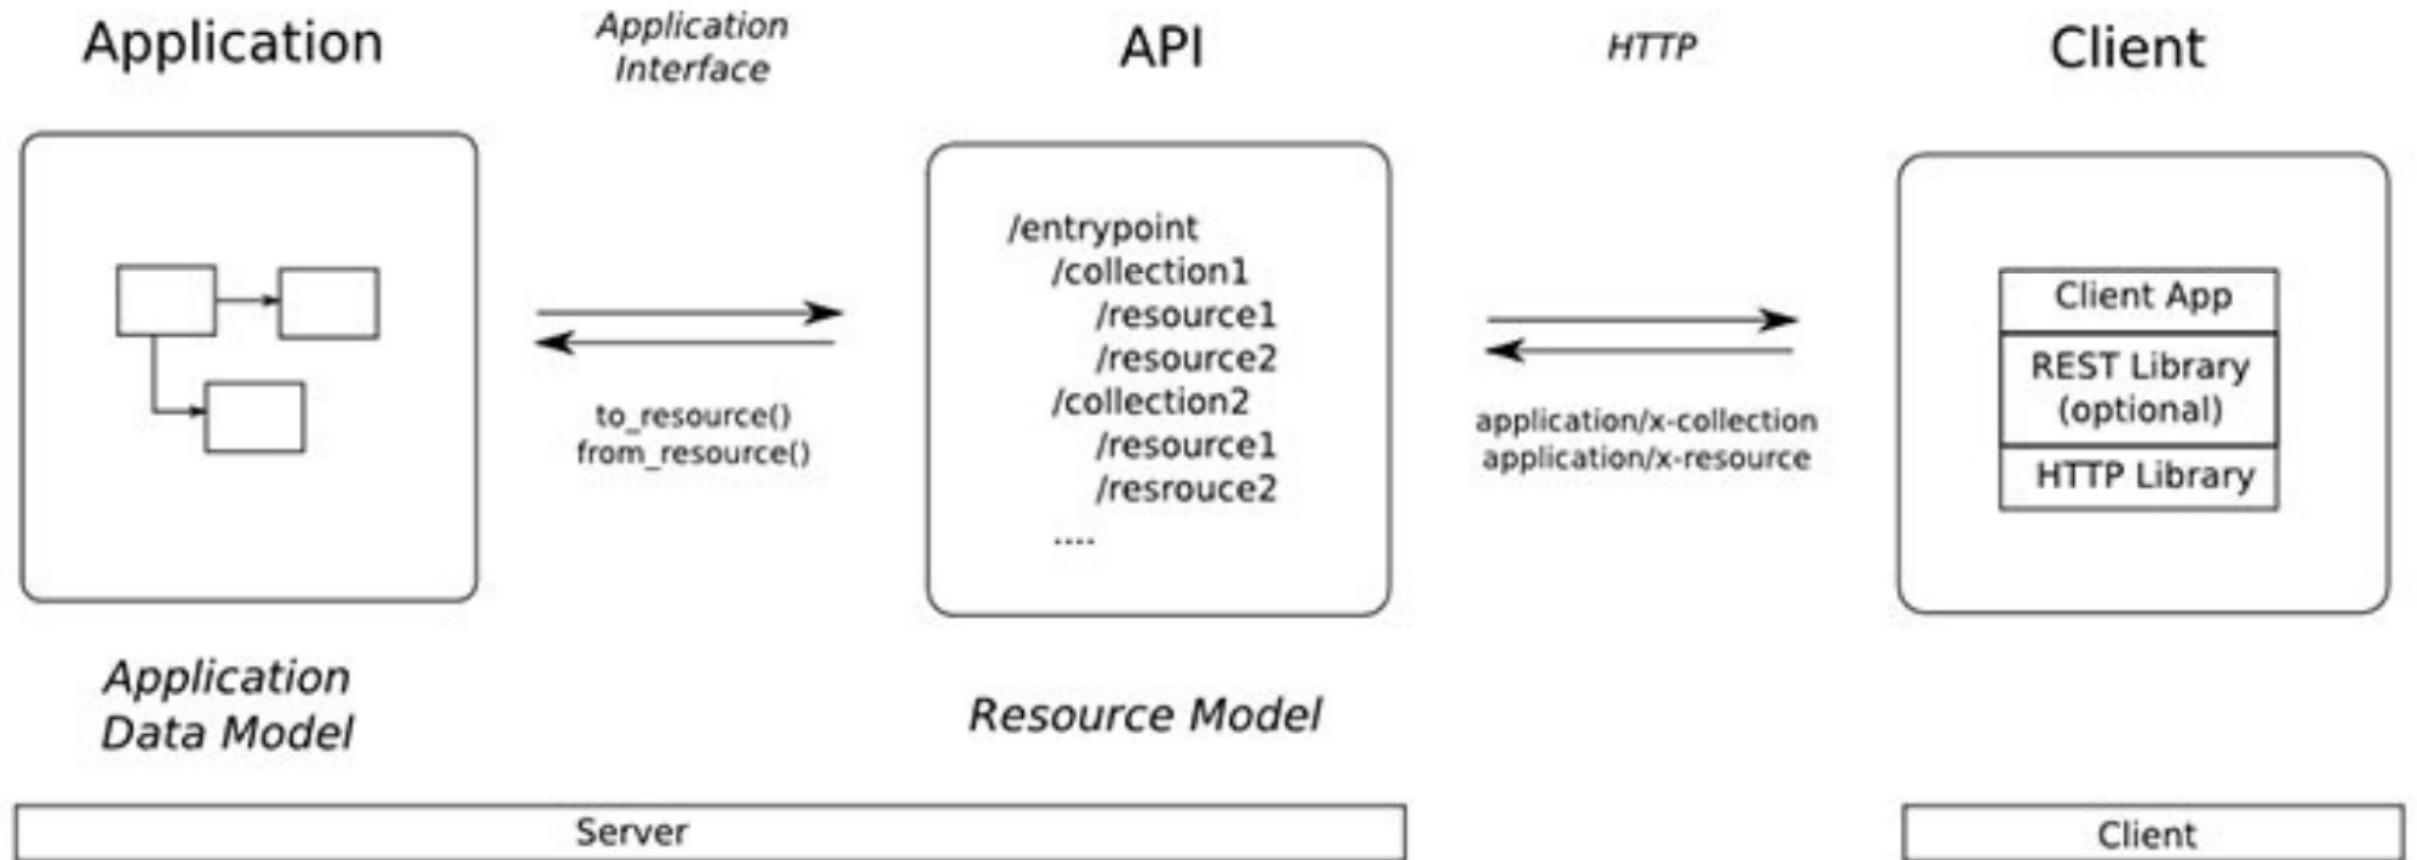 Application
Application
Interface
API
HTTP
Client
/entrypoint
/collection1
/resource1
/resource2
/collection2
/resource1
/resrouce2
....
to_resource()
from_resource()
application/x-collection
application/x-resource
Client App
REST Library
(optional)
HTTP Library
Application
Data Model
Resource Model
Server
Client